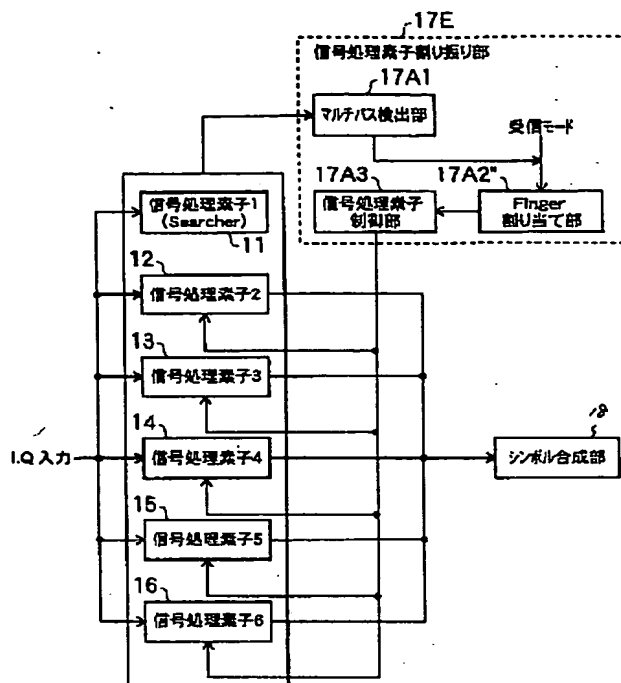 17E
信号処理素子割り振り部
17A1
マルチパス検出部
受信モード
17A3
17A2"
信号処理素子
制御部
Finger
割り当て部
信号処理素子1
(Searcher)
11
12
信号処理素子2
13
信号処理素子3
14
信号処理素子4
I.Q 入力
18
シンボル合成部
15
信号処理素子5
16
信号処理素子6